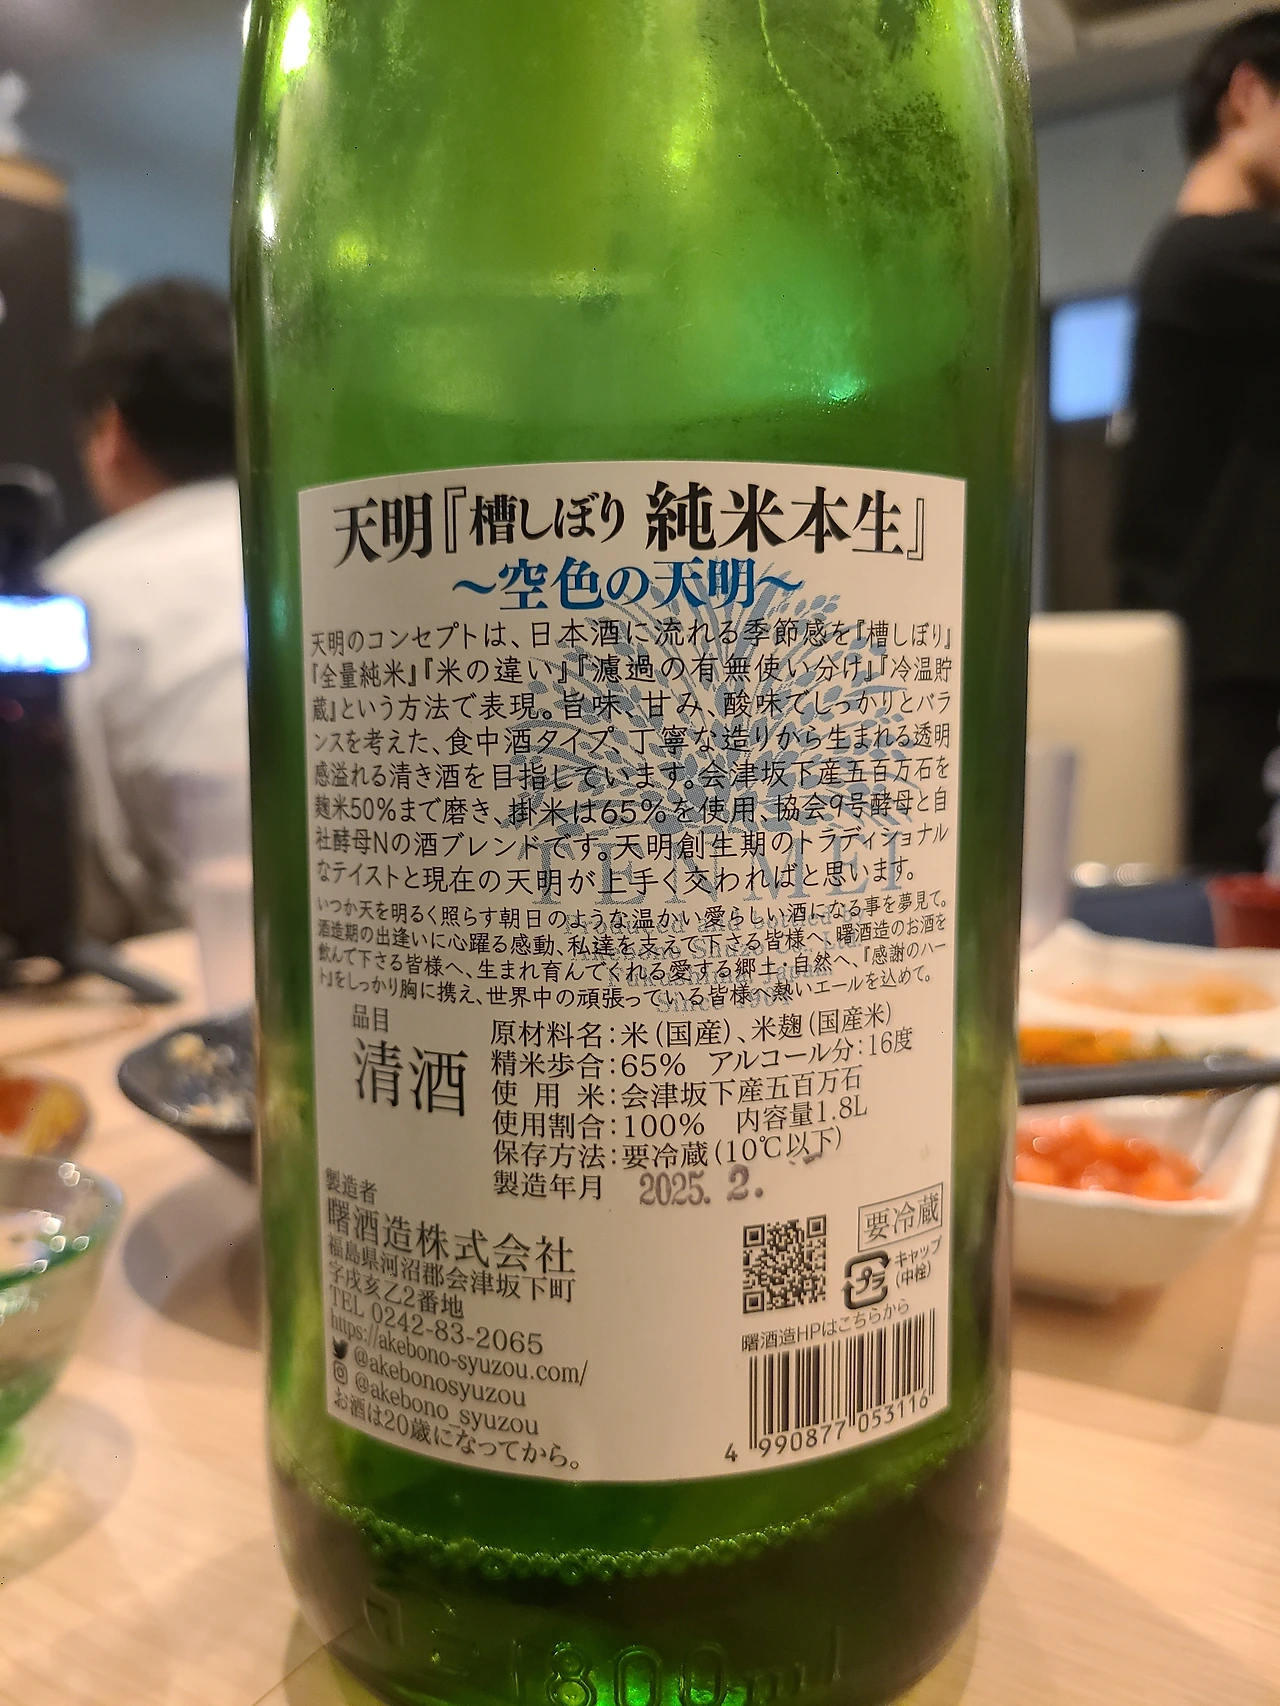 天明『槽しぼり 純米本生』
～空色の天明～
天明のコンセプトは、日本酒に流れる季節感を『槽しぼり』
『全量純米』『米の違い』『濾過の有無使い分け』『冷温貯
蔵』という方法で表現。旨味、甘み、酸味でしっかりとバラ
ンスを考えた、食中酒タイプ。丁寧な造りから生まれる透明
感溢れる清き酒を目指しています。会津坂下産五百万石を
麹米50%まで磨き、掛米は65%を使用、協会9号酵母と自
社酵母Nの酒ブレンドです。天明創生期のトラディショナル
なテイストと現在の天明が上手く交わればと思います。
TENMEI
いつか天を明るく照らす朝日のような温かい愛らしい酒になる事を夢見て。
酒造期の出逢いに心躍る感動、私達を支えて下さる皆様へ、曙酒造のお酒を
飲んで下さる皆様へ、生まれ育んでくれる愛する郷土・自然へ、『感謝のハー
ト』をしっかり胸に携え、世界中の頑張っている皆様へ熱いエールを込めて。
Produced and bottled by
Akebono Shuzo Co., Ltd.
Fukushima Japan
Since 1904
品目
清酒
原材料名：米（国産）、米麹（国産米）
精米歩合：65% アルコール分：16度
使用米：会津坂下産五百万石
使用割合：100% 内容量1.8L
保存方法：要冷蔵（10℃以下）
製造年月 2025. 2.
製造者
曙酒造株式会社
福島県河沼郡会津坂下町
字戌亥乙2番地
TEL 0242-83-2065
https://akebono-syuzou.com/
@akebonosyuzou
@akebono_syuzou
お酒は20歳になってから。
要冷蔵
プラ
キャップ
（中栓）
曙酒造HPはこちらから
4 990877 053116
1800ml